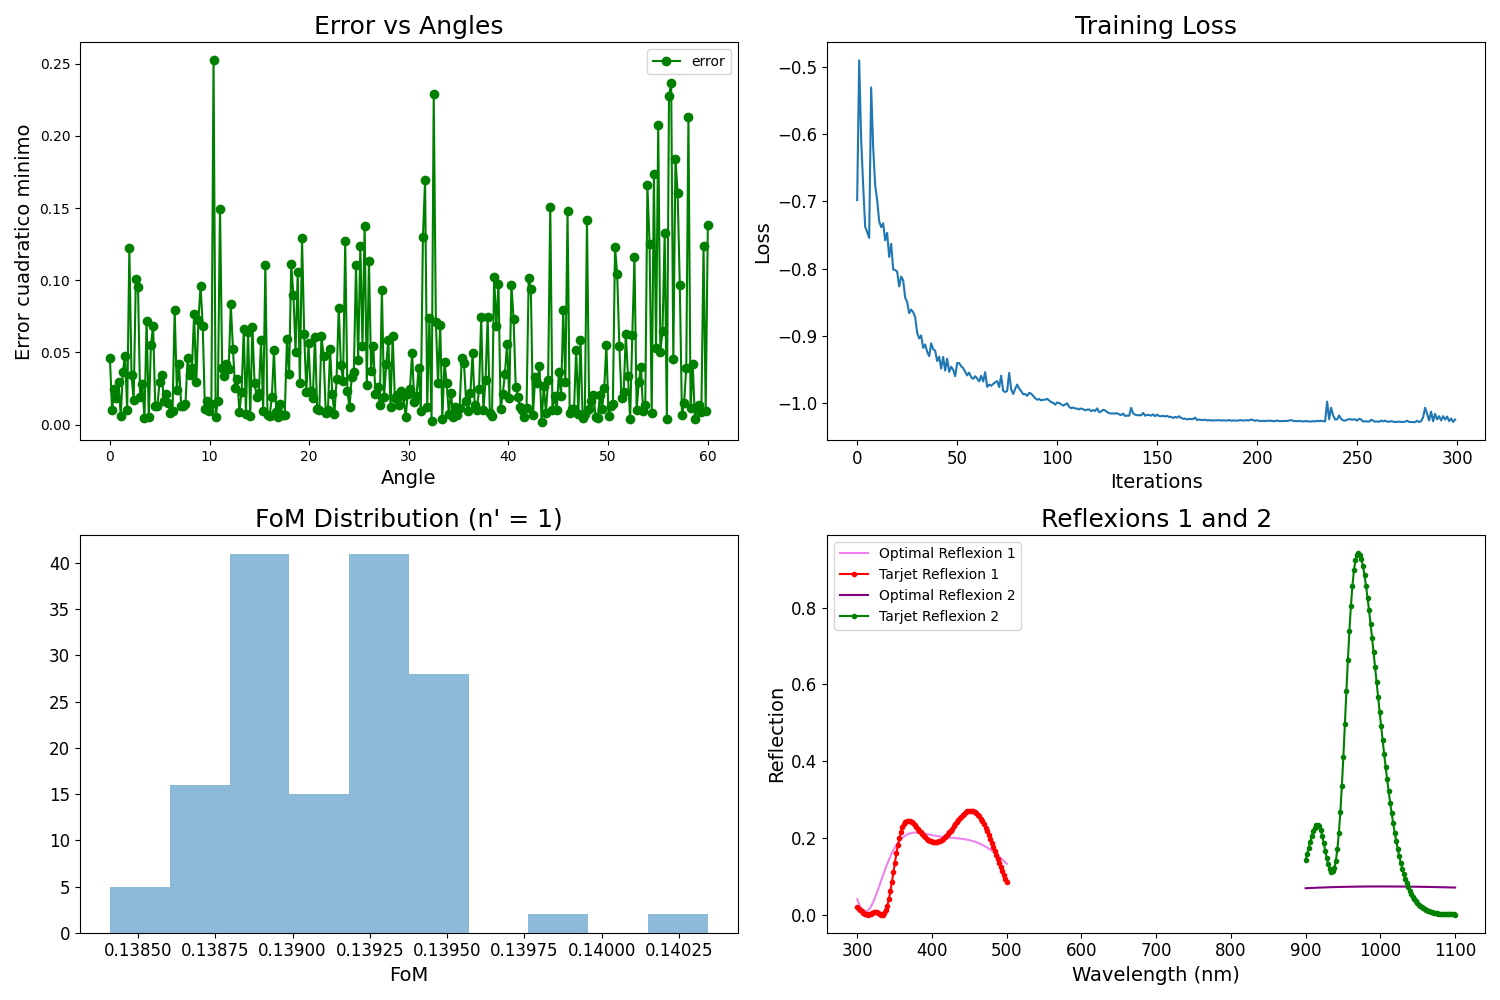 Error vs Angles
error
0.25
0.20
0.15
0.10
0.05
0.00
Error cuadratico minimo
0 10 20 30 40 50 60
Angle
Training Loss
−0.5
−0.6
−0.7
−0.8
−0.9
−1.0
Loss
0 50 100 150 200 250 300
Iterations
FoM Distribution (n' = 1)
40
35
30
25
20
15
10
5
0
0.13850 0.13875 0.13900 0.13925 0.13950 0.13975 0.14000 0.14025
FoM
Reflexions 1 and 2
Optimal Reflexion 1
Tarjet Reflexion 1
Optimal Reflexion 2
Tarjet Reflexion 2
0.8
0.6
0.4
0.2
0.0
Reflection
300 400 500 600 700 800 900 1000 1100
Wavelength (nm)